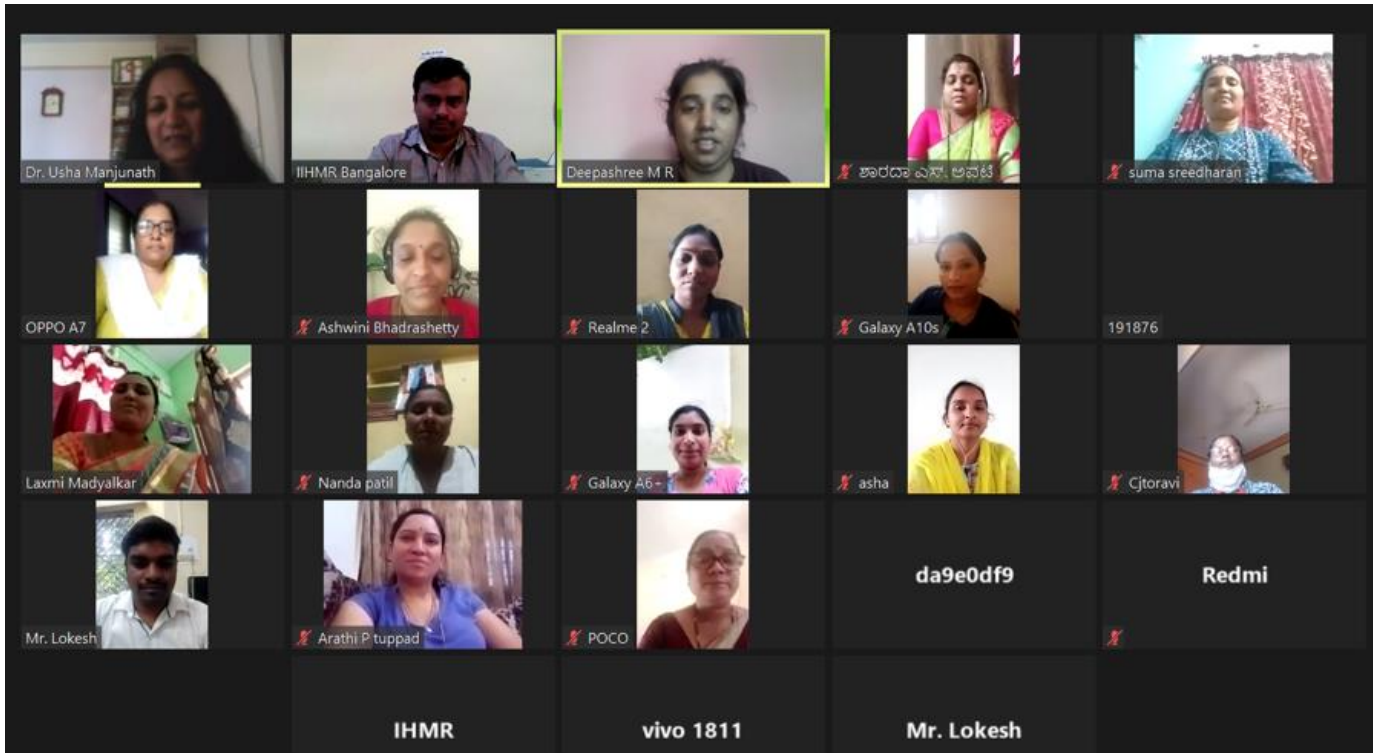 Dr. Usha Manjunath
IIHMR Bangalore
Deepashree M R
ಶಾರದಾ ಎಸ್. ಅವಟಿ
suma sreedharan
OPPO A7
Ashwini Bhadrashetty
Realme 2
Galaxy A10s
191876
Laxmi Madyalkar
Nanda patil
Galaxy A6+
asha
Cjtoravi
Mr. Lokesh
Arathi P tuppad
POCO
da9e0df9
Redmi
IHMR
vivo 1811
Mr. Lokesh